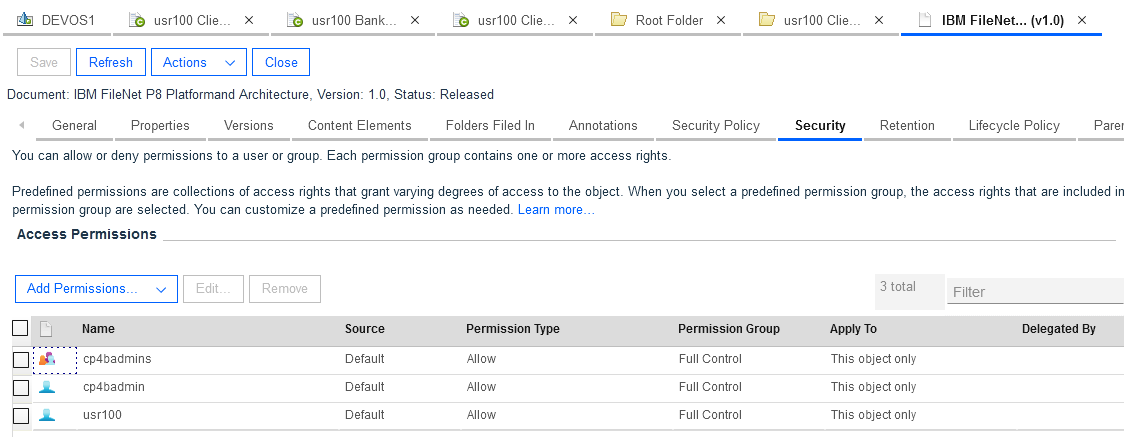 DEVOS1 usr100 Clie... usr100 Bank... usr100 Clie... Root Folder usr100 Clie... IBM FileNet... (v1.0)
Save Refresh Actions Close
Document: IBM FileNet P8 Platformand Architecture, Version: 1.0, Status: Released
General Properties Versions Content Elements Folders Filed In Annotations Security Policy Security Retention Lifecycle Policy Paren
You can allow or deny permissions to a user or group. Each permission group contains one or more access rights.
Predefined permissions are collections of access rights that grant varying degrees of access to the object. When you select a predefined permission group, the access rights that are included in
permission group are selected. You can customize a predefined permission as needed. Learn more...
Access Permissions
Add Permissions... Edit... Remove 3 total Filter
Name Source Permission Type Permission Group Apply To Delegated By
cp4badmins Default Allow Full Control This object only
cp4badmin Default Allow Full Control This object only
usr100 Default Allow Full Control This object only